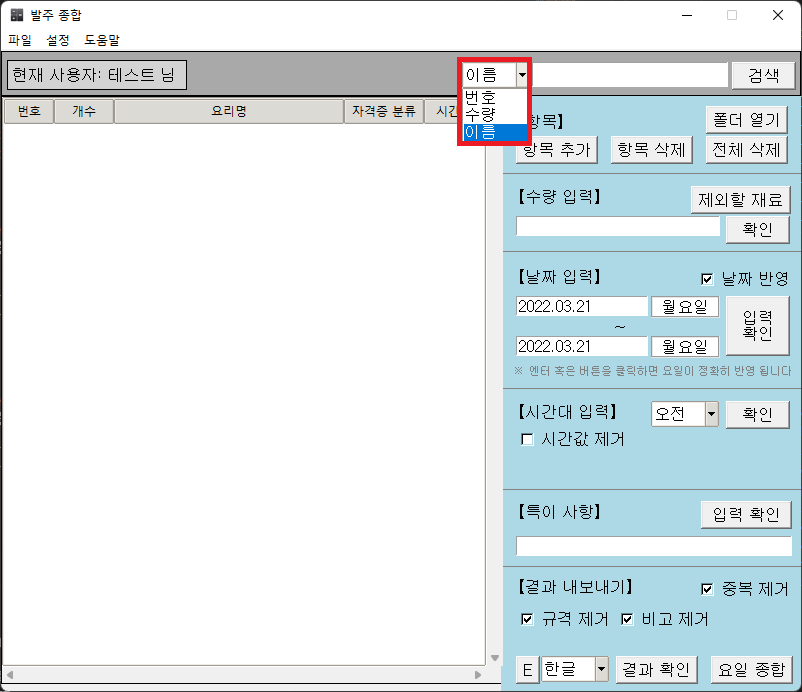 발주 종합
파일 설정 도움말
현재 사용자: 테스트 닝
이름
검색
번호
수량
이름
번호 개수 요리명 자격증 분류 시간
항목】
폴더 열기
항목 추가 항목 삭제 전체 삭제
【수량 입력】 제외할 재료
확인
【날짜 입력】 날짜 반영
2022.03.21 월요일
~
2022.03.21 월요일
입력
확인
※ 엔터 혹은 버튼을 클릭하면 요일이 정확히 반영 됩니다
【시간대 입력】 오전 확인
시간값 제거
【특이 사항】 입력 확인
【결과 내보내기】 중복 제거
규격 제거 비고 제거
E 한글 결과 확인 요일 종합